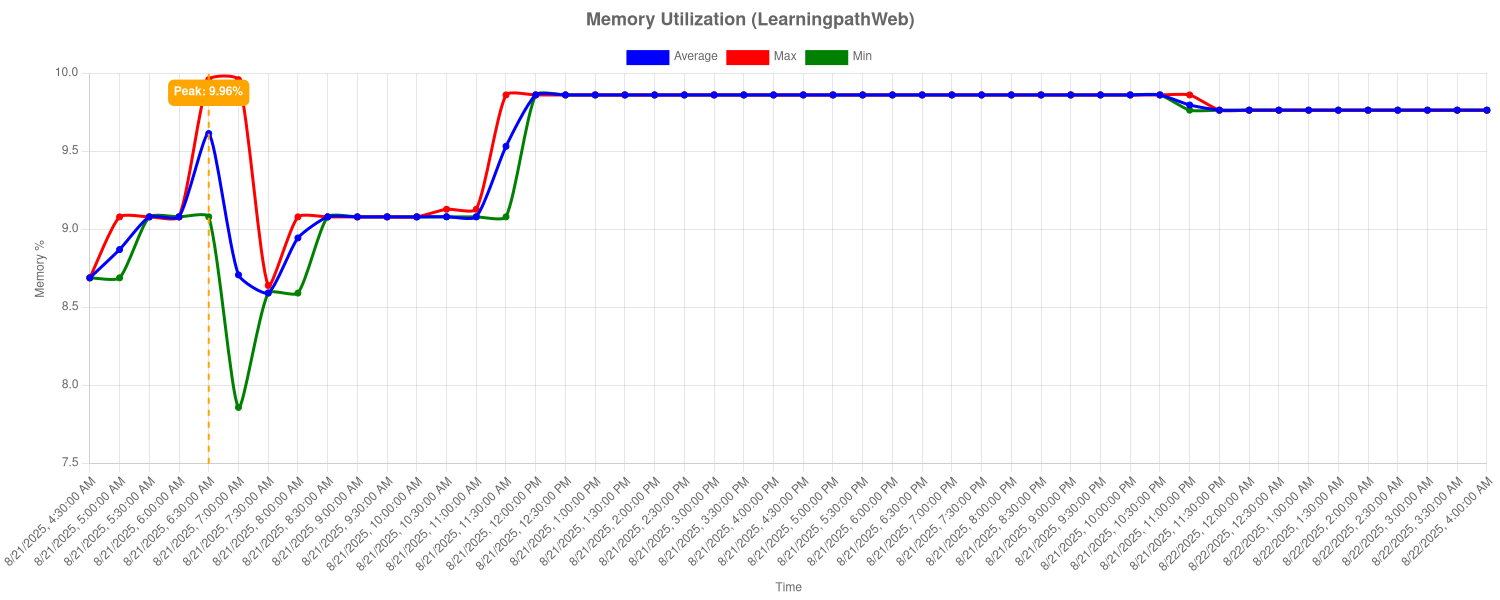 Memory Utilization (LearningpathWeb)
Average Max Min
Peak: 9.96%
10.0
9.5
9.0
8.5
8.0
7.5
Memory %
8/21/2025, 4:30:00 AM
8/21/2025, 5:00:00 AM
8/21/2025, 5:30:00 AM
8/21/2025, 6:00:00 AM
8/21/2025, 6:30:00 AM
8/21/2025, 7:00:00 AM
8/21/2025, 7:30:00 AM
8/21/2025, 8:00:00 AM
8/21/2025, 8:30:00 AM
8/21/2025, 9:00:00 AM
8/21/2025, 9:30:00 AM
8/21/2025, 10:00:00 AM
8/21/2025, 10:30:00 AM
8/21/2025, 11:00:00 AM
8/21/2025, 11:30:00 AM
8/21/2025, 12:00:00 PM
8/21/2025, 12:30:00 PM
8/21/2025, 1:00:00 PM
8/21/2025, 1:30:00 PM
8/21/2025, 2:00:00 PM
8/21/2025, 2:30:00 PM
8/21/2025, 3:00:00 PM
8/21/2025, 3:30:00 PM
8/21/2025, 4:00:00 PM
8/21/2025, 4:30:00 PM
8/21/2025, 5:00:00 PM
8/21/2025, 5:30:00 PM
8/21/2025, 6:00:00 PM
8/21/2025, 6:30:00 PM
8/21/2025, 7:00:00 PM
8/21/2025, 7:30:00 PM
8/21/2025, 8:00:00 PM
8/21/2025, 8:30:00 PM
8/21/2025, 9:00:00 PM
8/21/2025, 9:30:00 PM
8/21/2025, 10:00:00 PM
8/21/2025, 10:30:00 PM
8/21/2025, 11:00:00 PM
8/21/2025, 11:30:00 PM
8/22/2025, 12:00:00 AM
8/22/2025, 12:30:00 AM
8/22/2025, 1:00:00 AM
8/22/2025, 1:30:00 AM
8/22/2025, 2:00:00 AM
8/22/2025, 2:30:00 AM
8/22/2025, 3:00:00 AM
8/22/2025, 3:30:00 AM
8/22/2025, 4:00:00 AM
Time